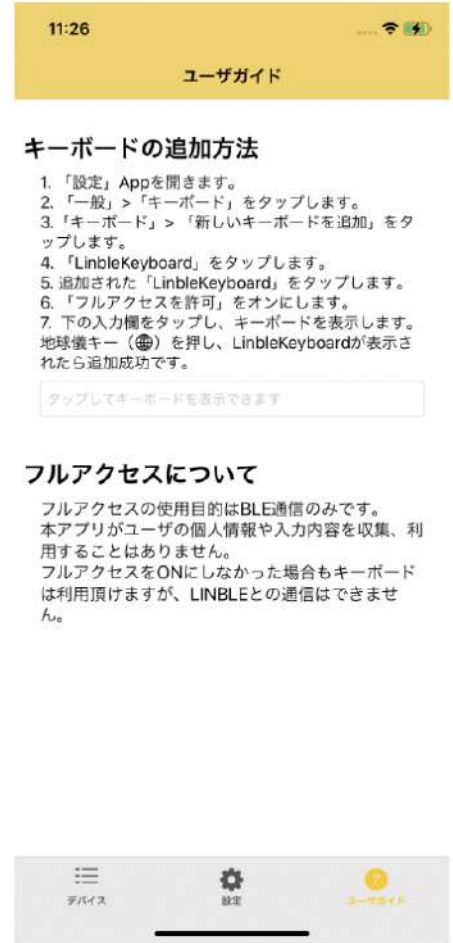 11:26
ユーザガイド
キーボードの追加方法
1. 「設定」Appを開きます。
2. 「一般」>「キーボード」をタップします。
3.「キーボード」> 「新しいキーボードを追加」をタ
ップします。
4. 「LinbleKeyboard」をタップします。
5. 追加された「LinbleKeyboard」をタップします。
6. 「フルアクセスを許可」をオンにします。
7. 下の入力欄をタップし、キーボードを表示します。
地球儀キー（🌐）を押し、LinbleKeyboardが表示さ
れたら追加成功です。
タップしてキーボードを表示できます
フルアクセスについて
フルアクセスの使用目的はBLE通信のみです。
本アプリがユーザの個人情報や入力内容を収集、利
用することはありません。
フルアクセスをONにしなかった場合もキーボード
は利用頂けますが、LINBLEとの通信はできませ
ん。
デバイス
設定
ユーザガイド